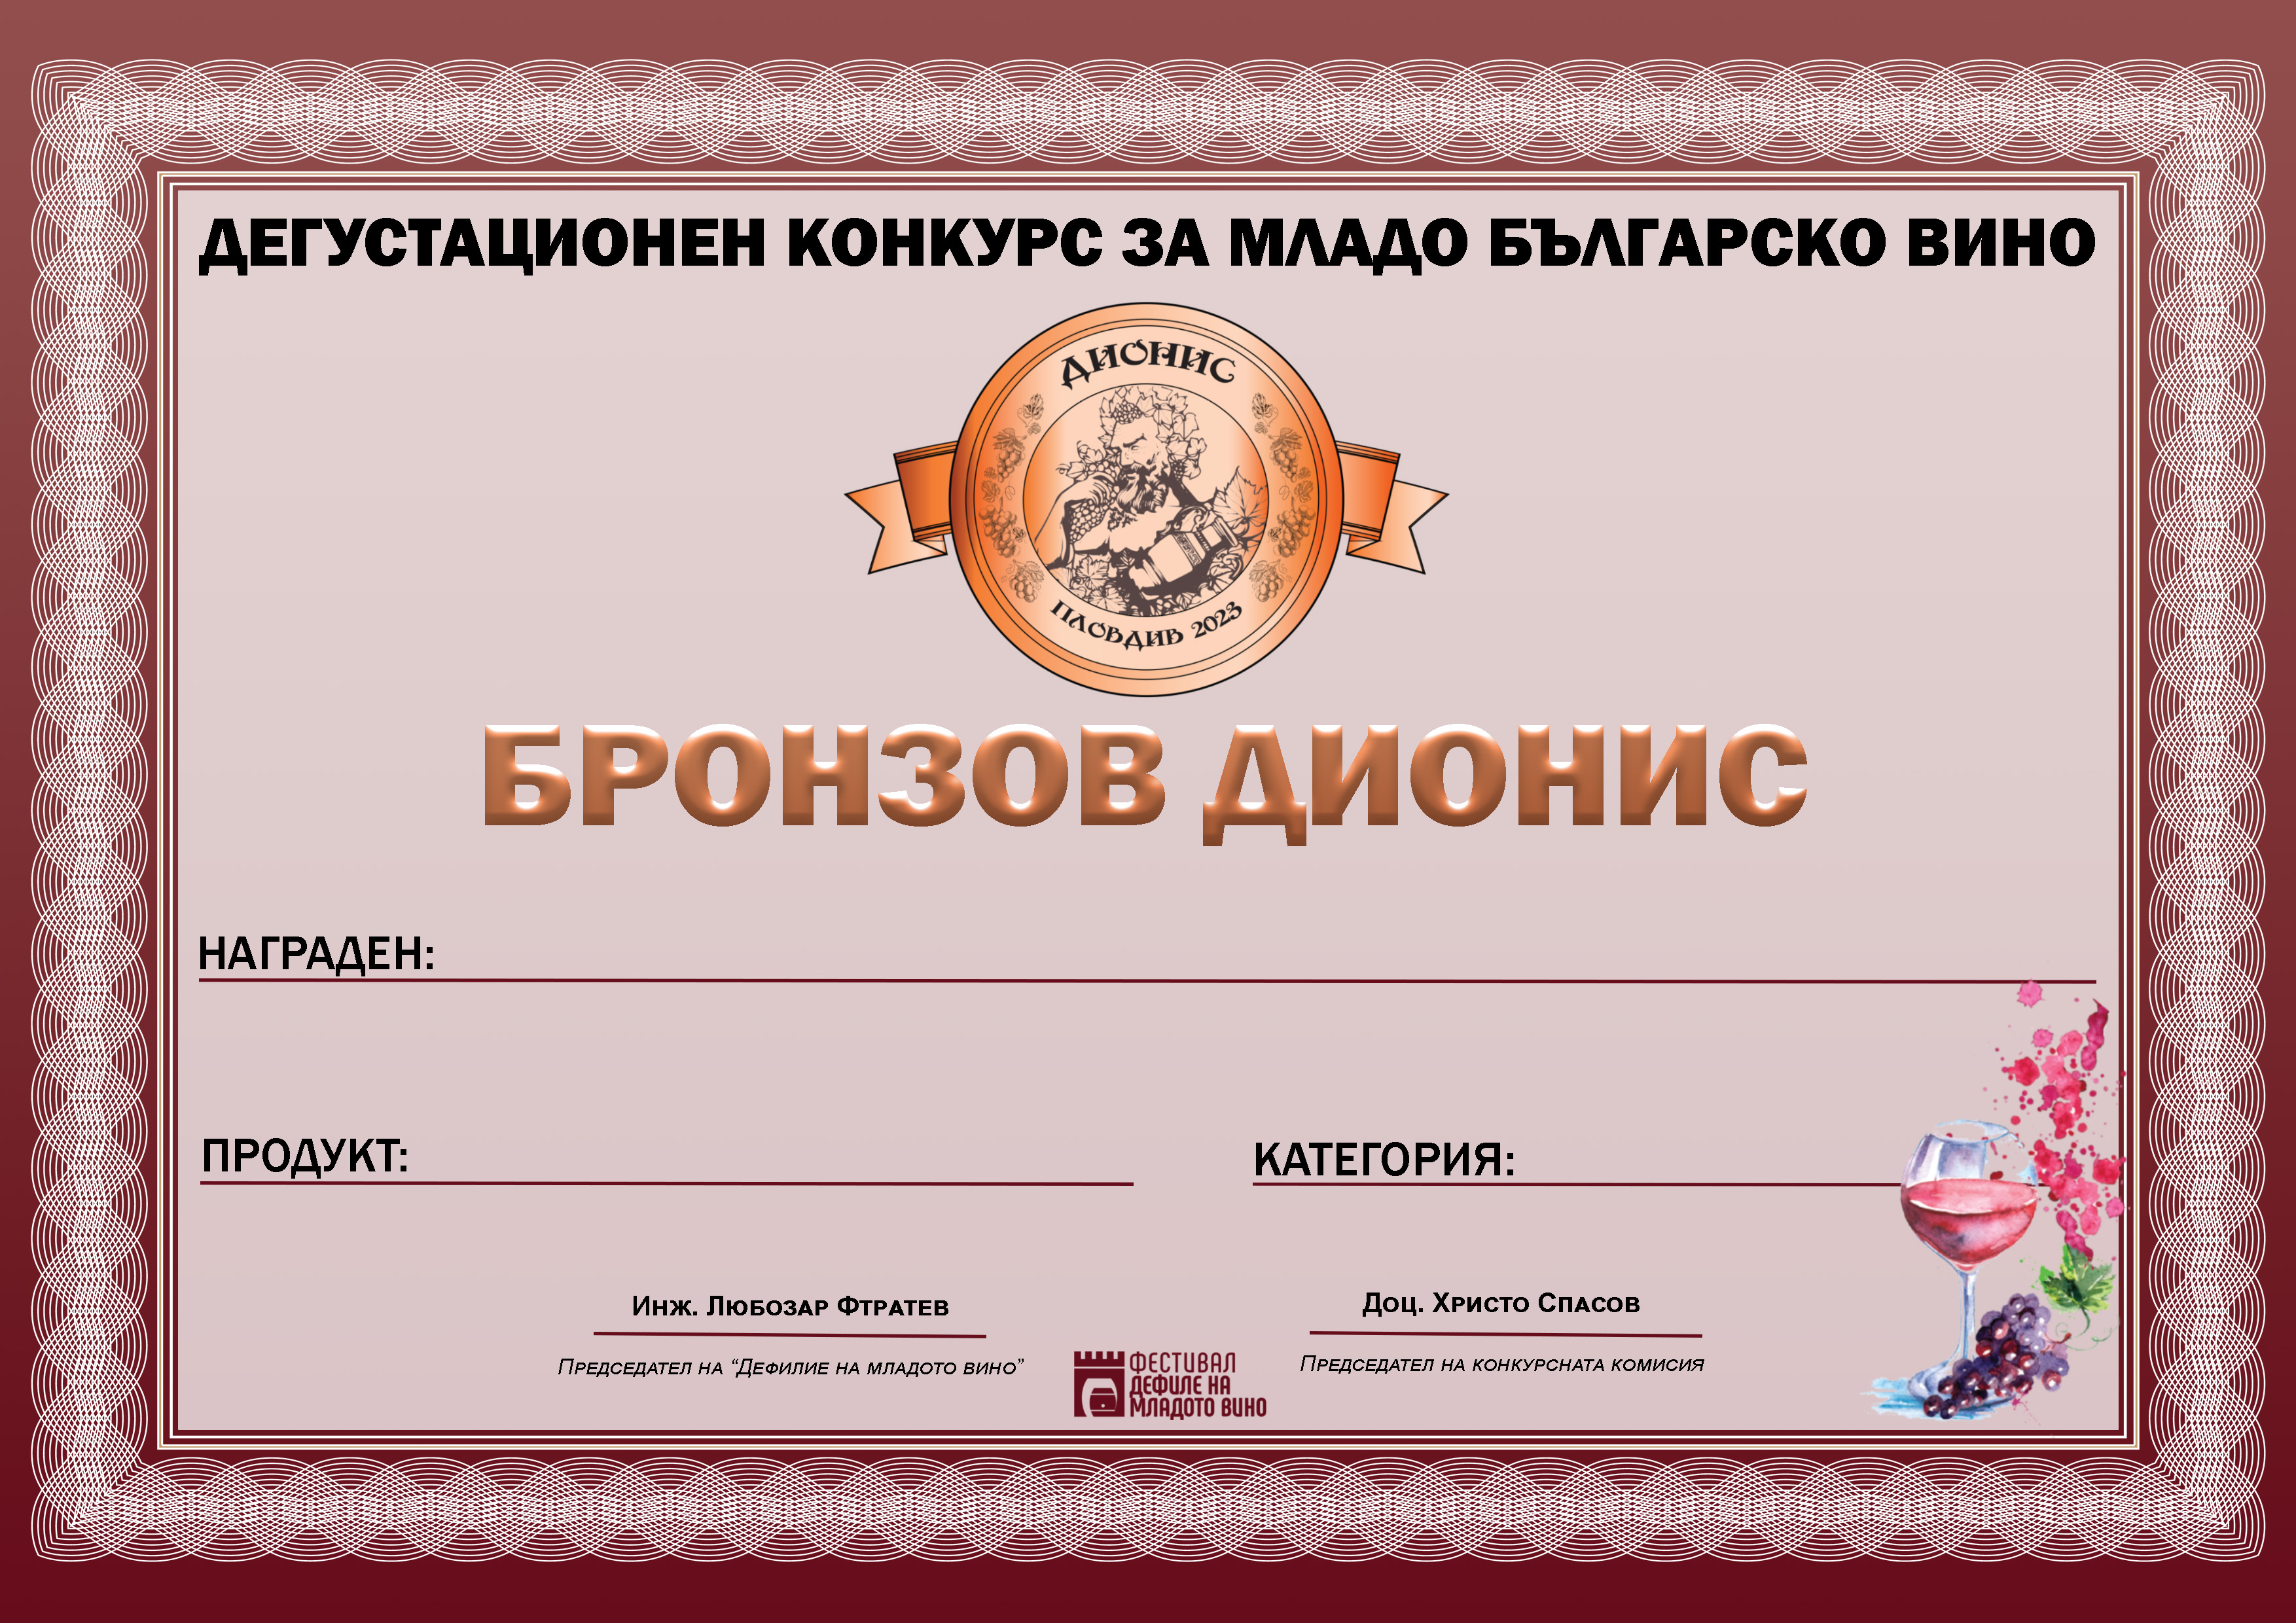 ДЕГУСТАЦИОНЕН КОНКУРС ЗА МЛАДО БЪЛГАРСКО ВИНО
ДИОНИС
ПЛОВДИВ 2023
БРОНЗОВ ДИОНИС
НАГРАДЕН:
ПРОДУКТ:
КАТЕГОРИЯ:
Инж. Любозар Фтратев
Председател на “Дефилие на младото вино”
Доц. Христо Спасов
Председател на конкурсната комисия
ФЕСТИВАЛ
ДЕФИЛЕ НА
МЛАДОТО ВИНО